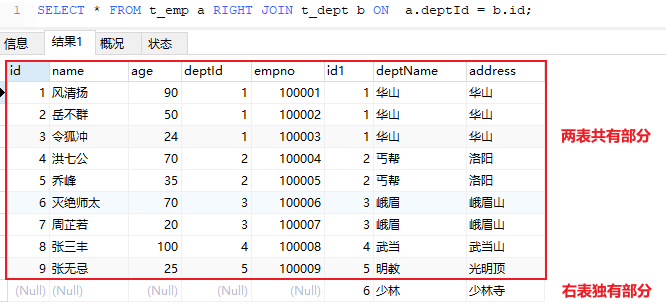 1 SELECT * FROM t_emp a RIGHT JOIN t_dept b ON  a.deptId = b.id;
信息 结果1 概况 状态
id name age deptId empno id1 deptName address
1 风清扬 90 1 100001 1 华山 华山
2 岳不群 50 1 100002 1 华山 华山
两表共有部分
3 令狐冲 24 1 100003 1 华山 华山
4 洪七公 70 2 100004 2 丐帮 洛阳
5 乔峰 35 2 100005 2 丐帮 洛阳
6 灭绝师太 70 3 100006 3 峨眉 峨眉山
7 周芷若 20 3 100007 3 峨眉 峨眉山
8 张三丰 100 4 100008 4 武当 武当山
9 张无忌 25 5 100009 5 明教 光明顶
(Null) (Null) (Null) (Null) (Null) 6 少林 少林寺
右表独有部分